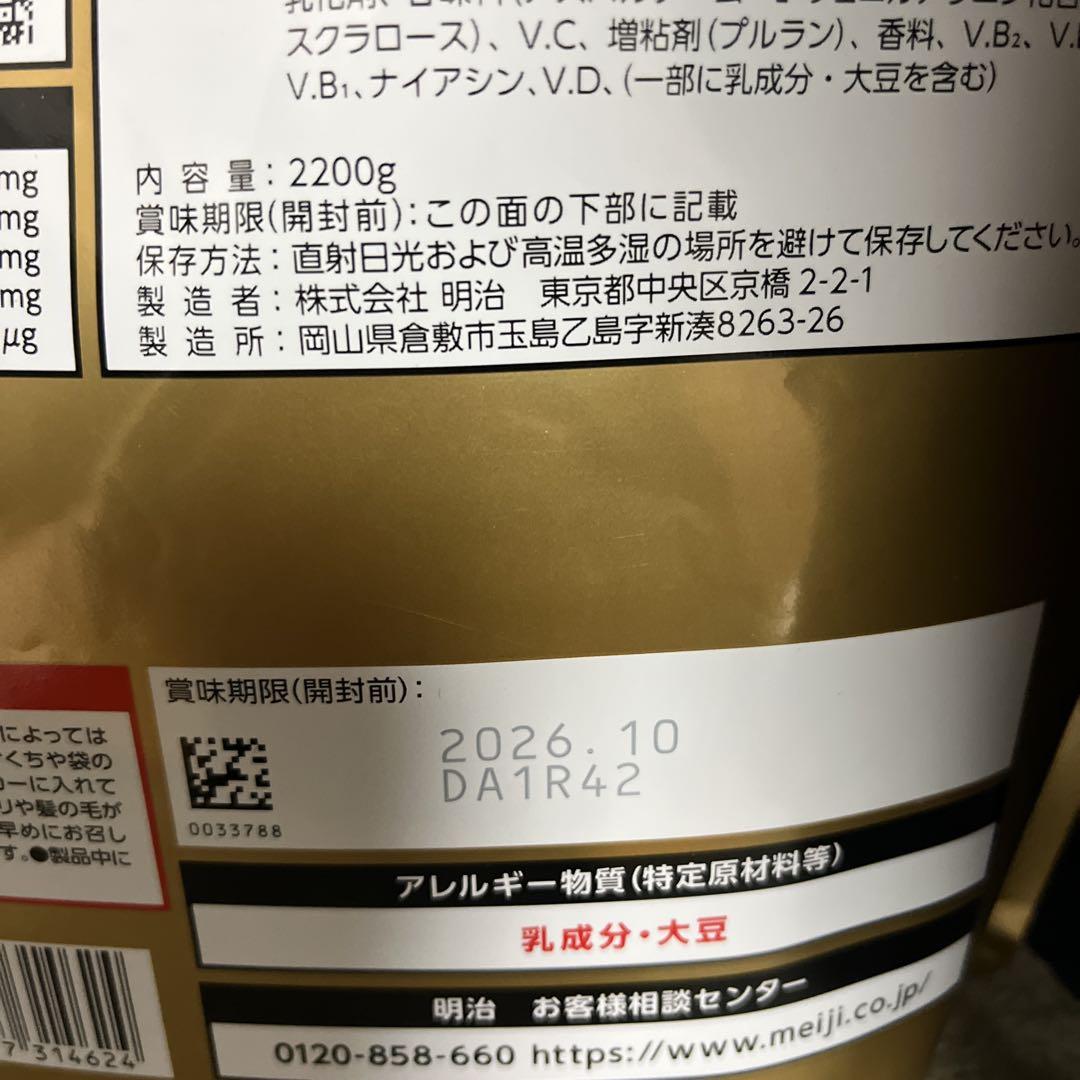 スクラロース)、V.C、増粘剤(プルラン)、香料、V.B₂、
V.B₁、ナイアシン、V.D、(一部に乳成分・大豆を含む)
mg
mg
mg
mg
μg
内容量:2200g
賞味期限(開封前):この面の下部に記載
保存方法:直射日光および高温多湿の場所を避けて保存してください。
製造者:株式会社 明治 東京都中央区京橋2-2-1
製造所:岡山県倉敷市玉島乙島字新湊8263-26
によっては
くちや袋の
ーに入れて
リや髪の毛が
早めにお召し
す。●製品中に
賞味期限(開封前):
2026.10
DA1R42
0033788
アレルギー物質(特定原材料等)
乳成分・大豆
明治 お客様相談センター
0120-858-660 https://www.meiji.co.jp/
7 314624